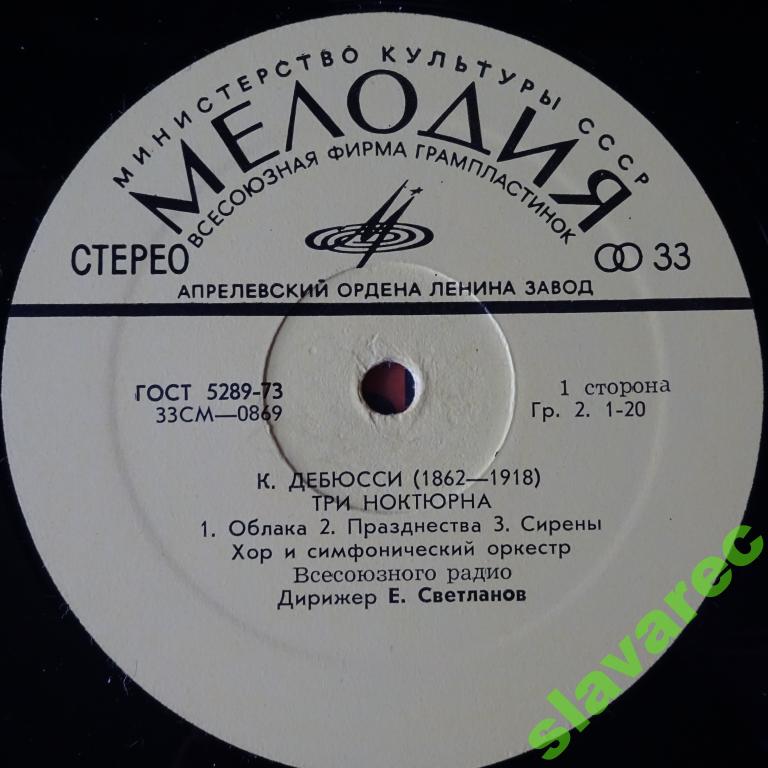 МИНИСТЕРСТВО КУЛЬТУРЫ СССР
МЕЛОДИЯ
ВСЕСОЮЗНАЯ ФИРМА ГРАМПЛАСТИНОК
СТЕРЕО
33
АПРЕЛЕВСКИЙ ОРДЕНА ЛЕНИНА ЗАВОД
ГОСТ 5289-73
33СМ—0869
1 сторона
Гр. 2. 1-20
К. ДЕБЮССИ (1862—1918)
ТРИ НОКТЮРНА
1. Облака 2. Празднества 3. Сирены
Хор и симфонический оркестр
Всесоюзного радио
Дирижер Е. Светланов
slavarec